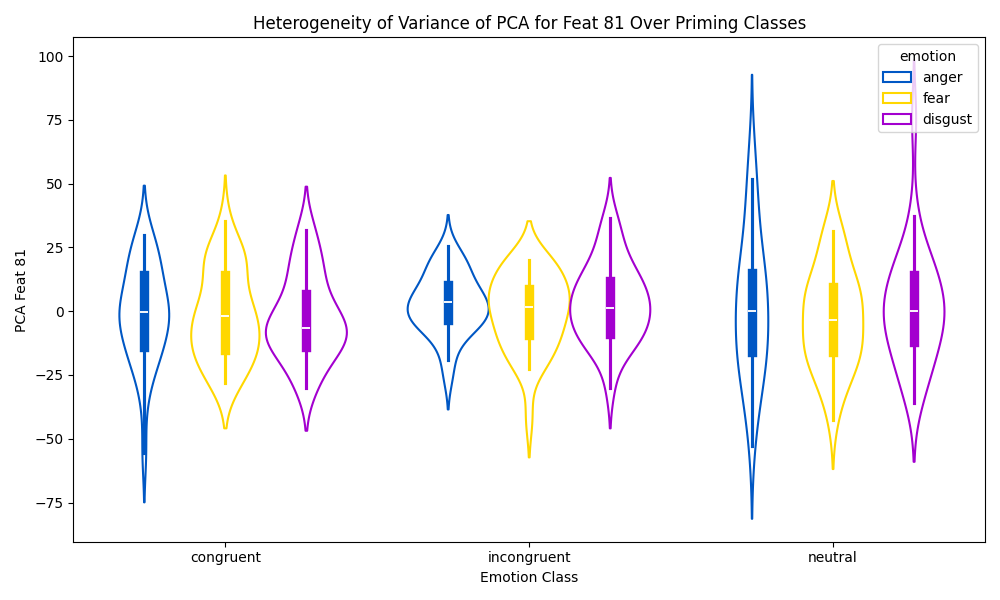 Heterogeneity of Variance of PCA for Feat 81 Over Priming Classes
emotion
anger
fear
disgust
PCA Feat 81
100
75
50
25
0
−25
−50
−75
congruent
incongruent
neutral
Emotion Class